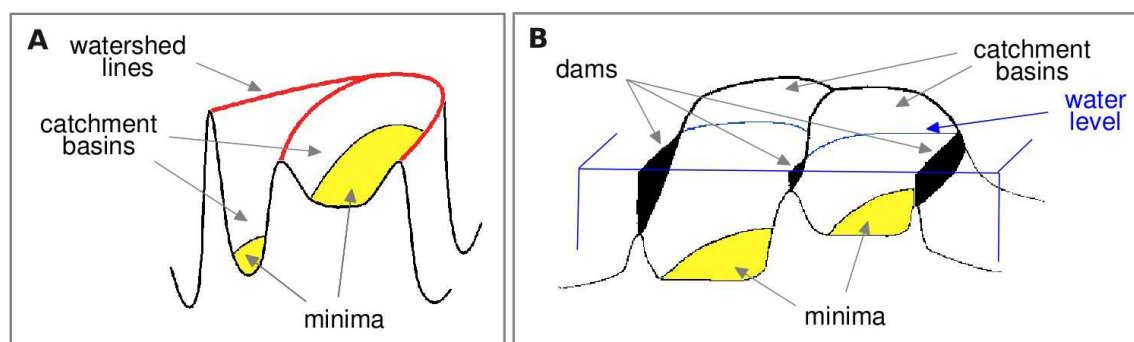 A
watershed
lines
catchment
basins
minima
B
dams
catchment
basins
water
level
minima